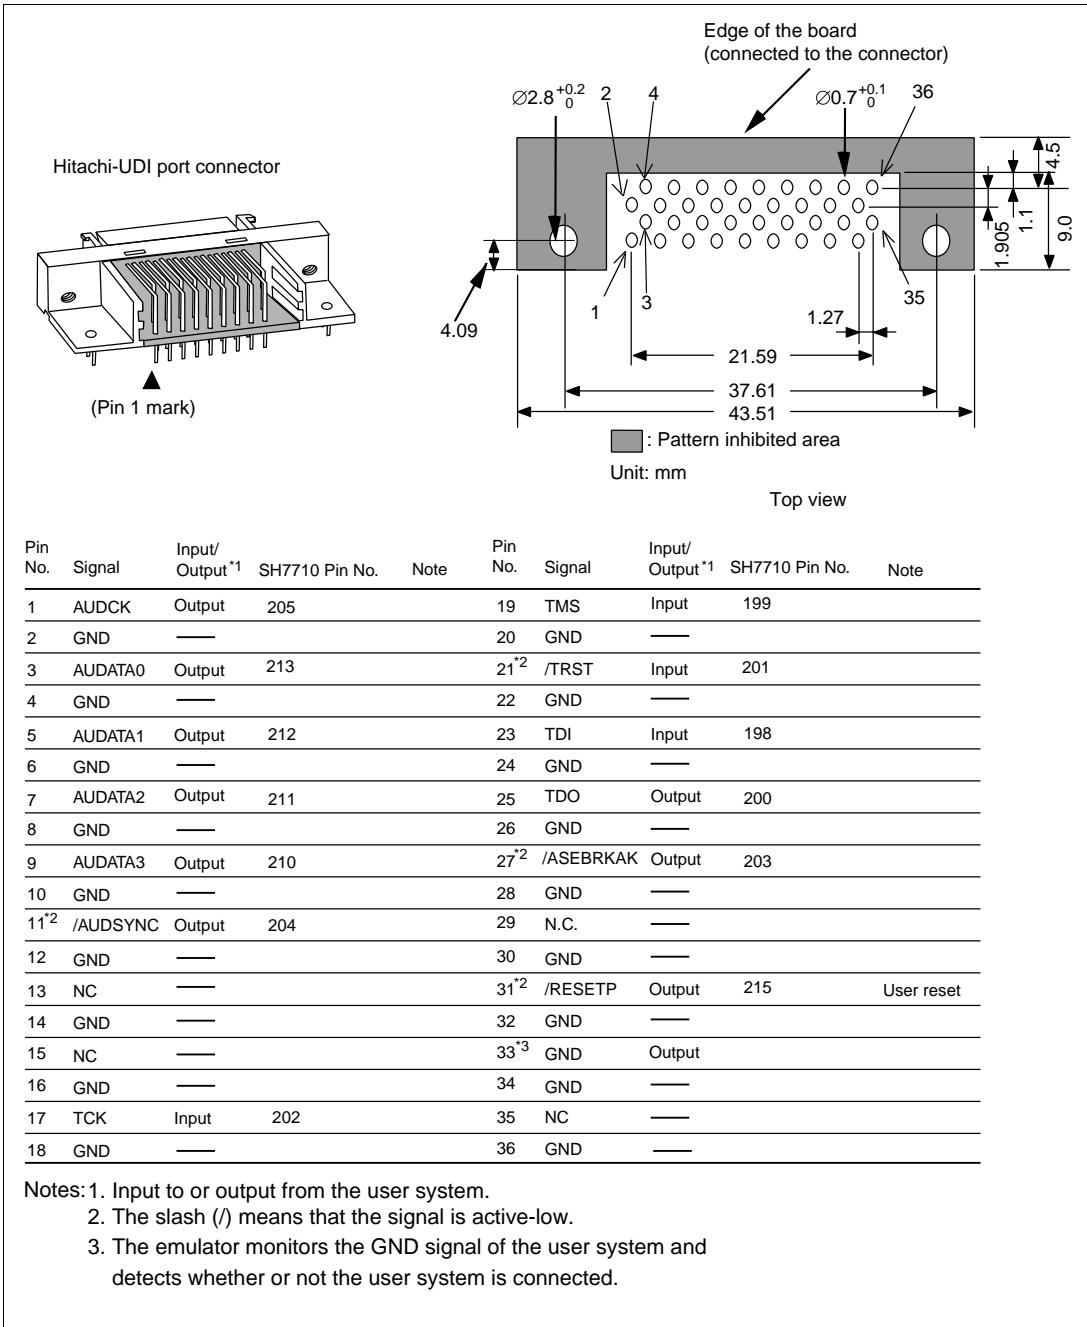 Edge of the board
(connected to the connector)
∅2.8 +0.2 0
2
4
∅0.7 +0.1 0
36
4.5
Hitachi-UDI port connector
1.905
1.1
9.0
4.09
1
3
1.27
35
21.59
37.61
43.51
(Pin 1 mark)
: Pattern inhibited area
Unit: mm
Top view
Pin No. Signal Input/Output*1 SH7710 Pin No. Note Pin No. Signal Input/Output*1 SH7710 Pin No. Note
1 AUDCK Output 205 19 TMS Input 199
2 GND —— 20 GND ——
3 AUDATA0 Output 213 21*2 /TRST Input 201
4 GND —— 22 GND ——
5 AUDATA1 Output 212 23 TDI Input 198
6 GND —— 24 GND ——
7 AUDATA2 Output 211 25 TDO Output 200
8 GND —— 26 GND ——
9 AUDATA3 Output 210 27*2 /ASEBRKAK Output 203
10 GND —— 28 GND ——
11*2 /AUDSYNC Output 204 29 N.C. ——
12 GND —— 30 GND ——
13 NC —— 31*2 /RESETP Output 215 User reset
14 GND —— 32 GND ——
15 NC —— 33*3 GND Output
16 GND —— 34 GND ——
17 TCK Input 202 35 NC ——
18 GND —— 36 GND ——
Notes: 1. Input to or output from the user system.
2. The slash (/) means that the signal is active-low.
3. The emulator monitors the GND signal of the user system and
detects whether or not the user system is connected.